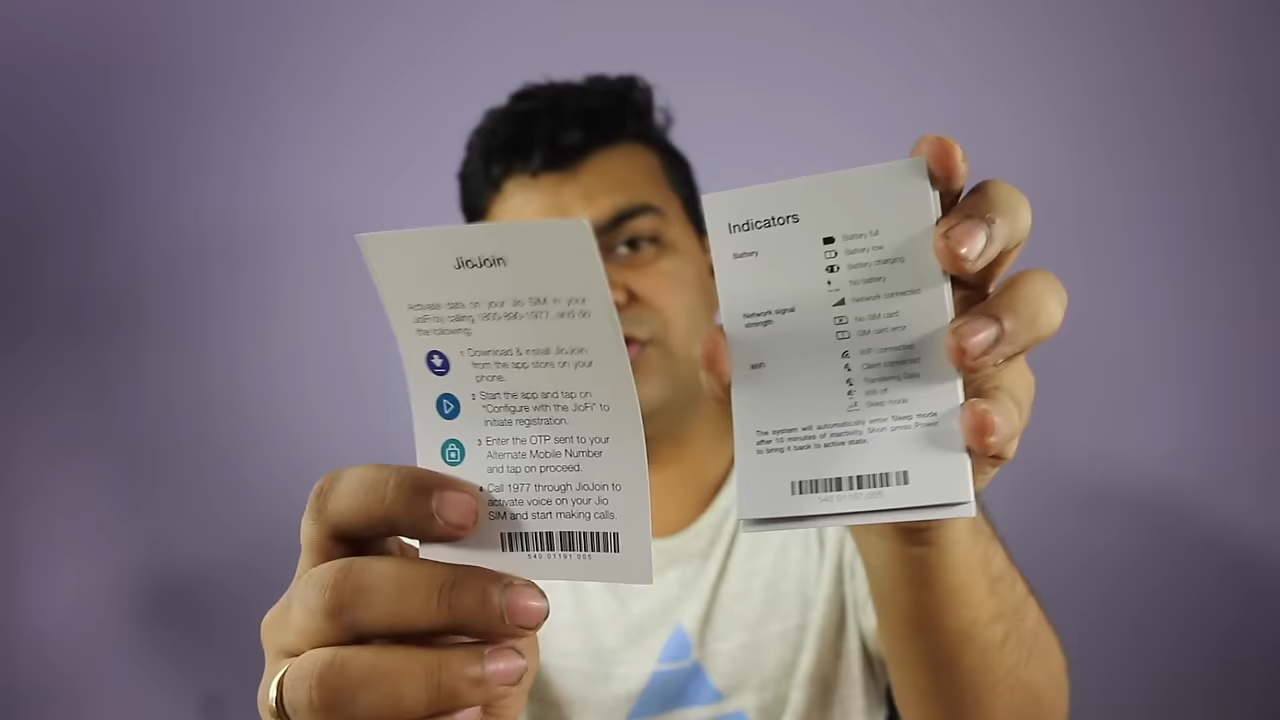 JioJoin
Activate data on your Jio SIM in your
JioFi by calling 1800-890-1977, and do
the following:
1 Download & install JioJoin
from the app store on your
phone.
2 Start the app and tap on
"Configure with the JioFi" to
initiate registration.
3 Enter the OTP sent to your
Alternate Mobile Number
and tap on proceed.
4 Call 1977 through JioJoin to
activate voice on your Jio
SIM and start making calls.
540 01191 005
Indicators
Battery
Battery full
Battery low
Battery charging
No battery
Network signal
strength
Network connected
No SIM card
SIM card error
WiFi
WiFi connected
Client connected
Transferring Data
Wifi off
Sleep mode
The system will automatically enter Sleep mode
after 10 minutes of inactivity. Short press Power
to bring it back to active state.
540 01157 005